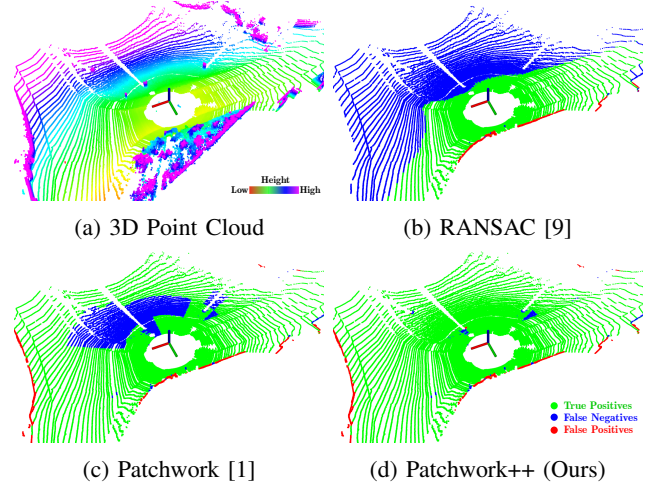 Height
Low High
(a) 3D Point Cloud
(b) RANSAC [9]
True Positives
False Negatives
False Positives
(c) Patchwork [1]
(d) Patchwork++ (Ours)